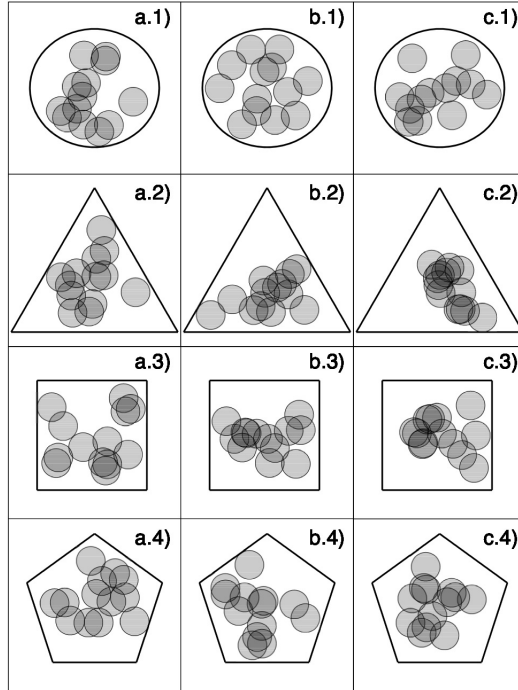 a.1) b.1) c.1)
a.2) b.2) c.2)
a.3) b.3) c.3)
a.4) b.4) c.4)